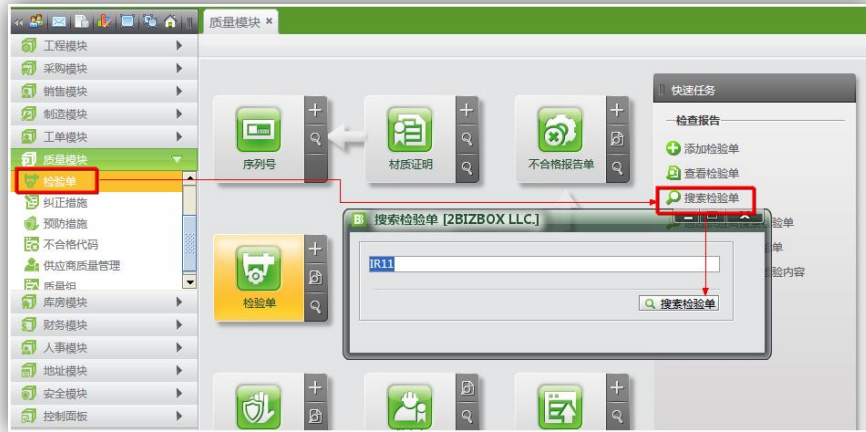 质量模块 ×
工程模块
采购模块
销售模块
制造模块
工单模块
质量模块
检验单
纠正措施
预防措施
不合格代码
供应商质量管理
质量组
库房模块
财务模块
人事模块
地址模块
安全模块
控制面板
序列号
材质证明
不合格报告单
检验单
快速任务
检查报告
添加检验单
查看检验单
搜索检验单
验单
单
验内容
搜索检验单 [2BIZBOX LLC.]
IR11
搜索检验单